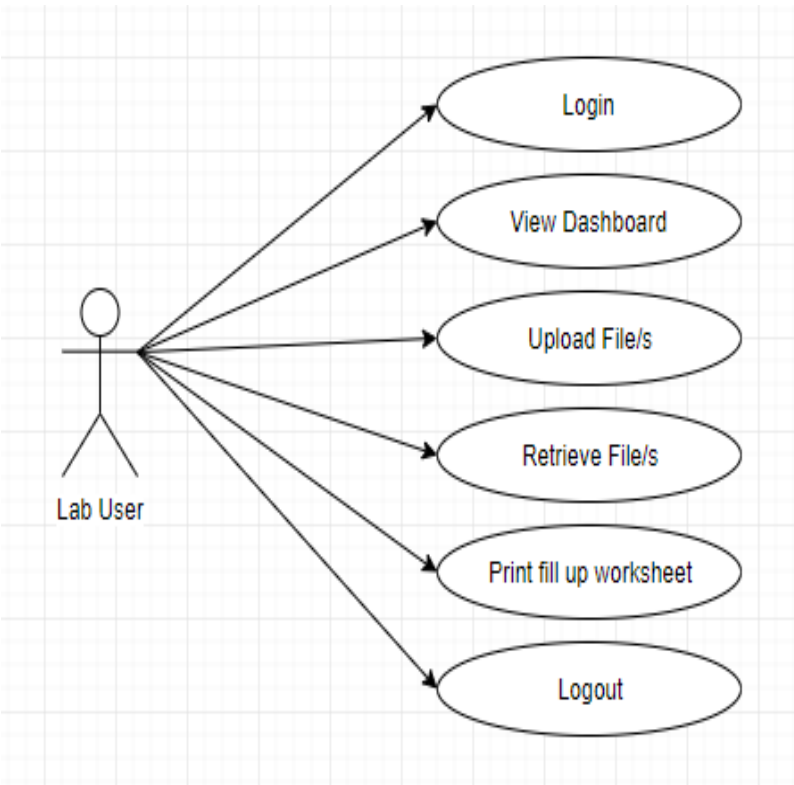 Login
View Dashboard
Upload File/s
Retrieve File/s
Lab User
Print fill up worksheet
Logout